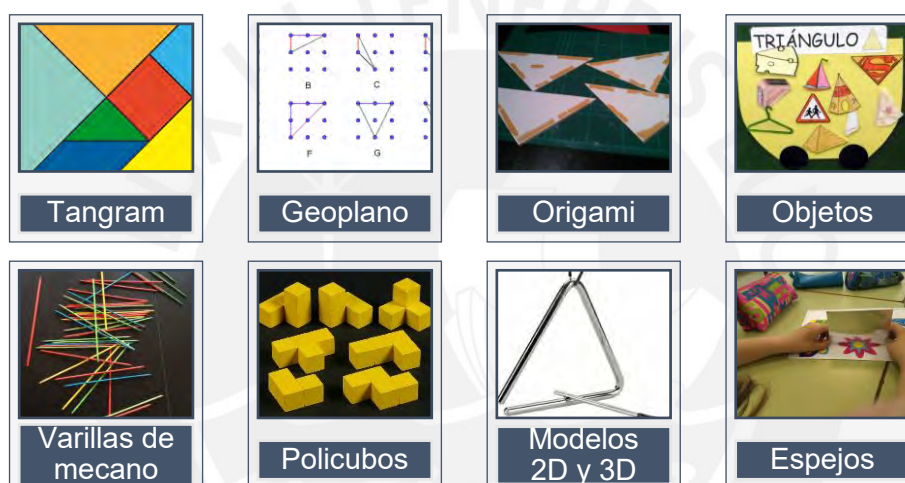 TRIÁNGULO
B
C
F
G
Tangram
Geoplano
Origami
Objetos
Varillas de
mecano
Policubos
Modelos
2D y 3D
Espejos